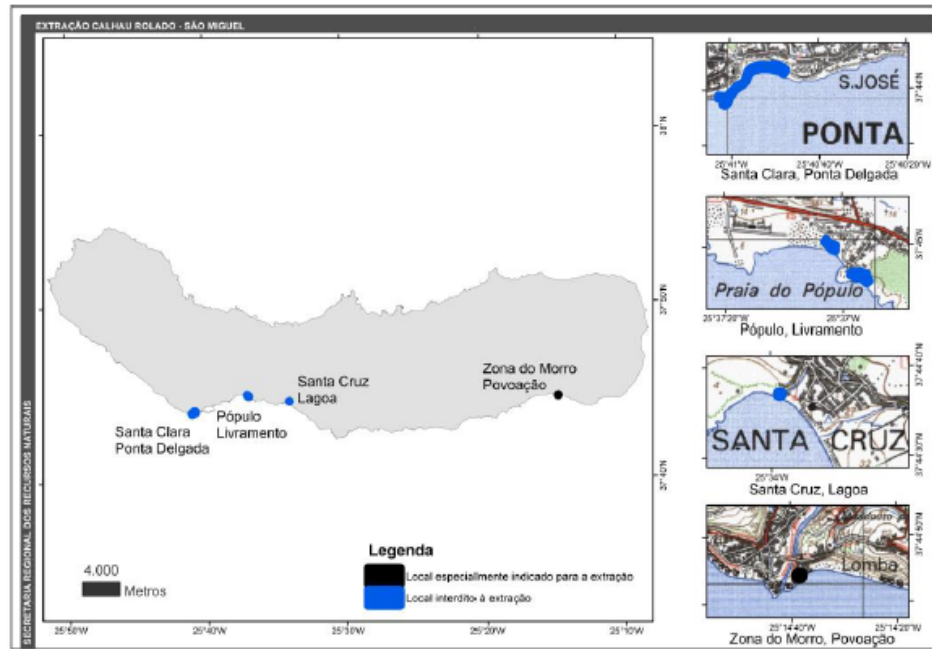 EXTRAÇÃO CALHAU ROLADO - SÃO MIGUEL
SECRETARIA REGIONAL DOS RECURSOS NATURAIS
Santa Clara
Ponta Delgada
Pópulo
Livramento
Santa Cruz
Lagoa
Zona do Morro
Povoação
4.000
Metros
Legenda
Local especialmente indicado para a extração
Local interdito à extração
25°50'W
25°40'W
25°30'W
25°20'W
25°10'W
38°N
37°50'N
37°40'N
S.JOSÉ
PONTA
37°44'N
25°41'W
25°40'40"W
25°40'20"W
Santa Clara, Ponta Delgada
Praia do Pópulo
37°45'N
25°37'20"W
25°37'W
Pópulo, Livramento
SANTA CRUZ
37°44'40"N
37°44'30"N
25°34'W
Santa Cruz, Lagoa
Lomba
37°44'50"N
25°14'40"W
25°14'20"W
Zona do Morro, Povoação